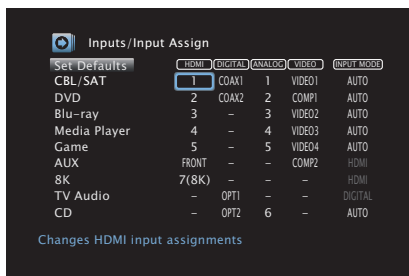 Inputs/Input Assign
Set Defaults HDMI DIGITAL ANALOG VIDEO INPUT MODE
CBL/SAT 1 COAX1 1 VIDEO1 AUTO
DVD 2 COAX2 2 COMP1 AUTO
Blu-ray 3 – 3 VIDEO2 AUTO
Media Player 4 – 4 VIDEO3 AUTO
Game 5 – 5 VIDEO4 AUTO
AUX FRONT – – COMP2 HDMI
8K 7(8K) – – – HDMI
TV Audio – OPT1 – – DIGITAL
CD – OPT2 6 – AUTO
Changes HDMI input assignments